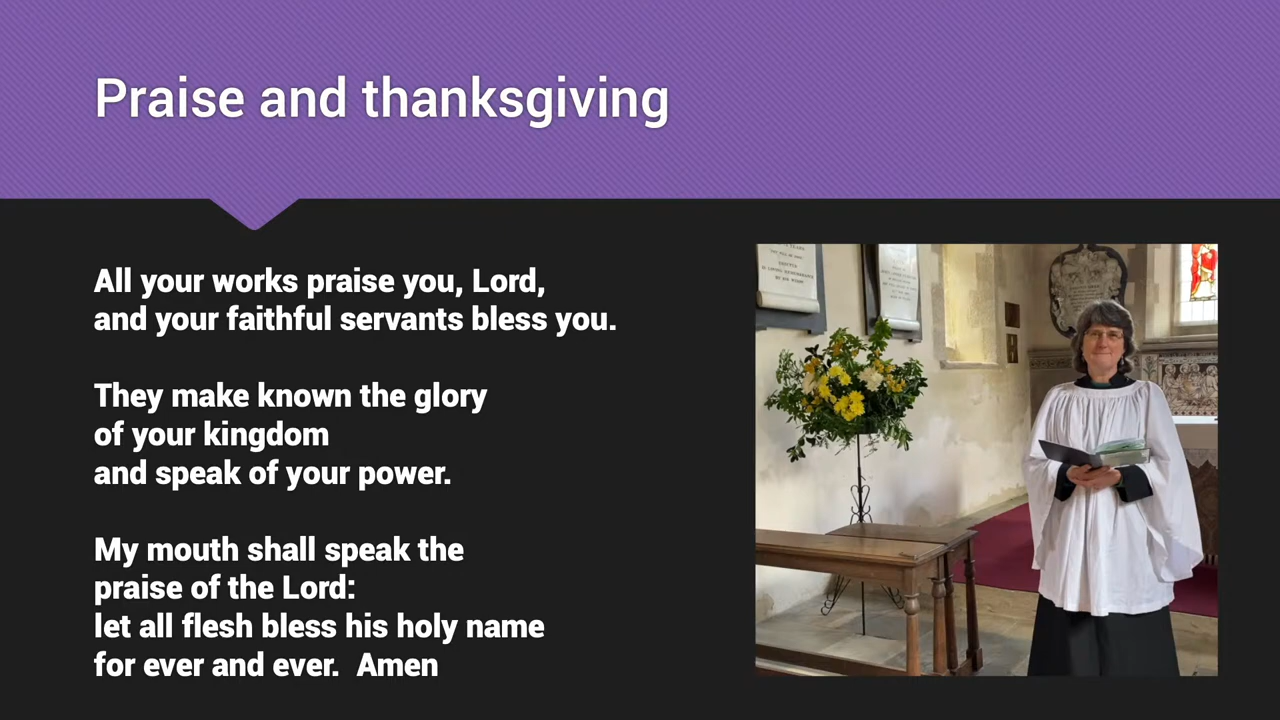 Praise and thanksgiving
All your works praise you, Lord,
and your faithful servants bless you.
They make known the glory
of your kingdom
and speak of your power.
My mouth shall speak the
praise of the Lord:
let all flesh bless his holy name
for ever and ever.  Amen